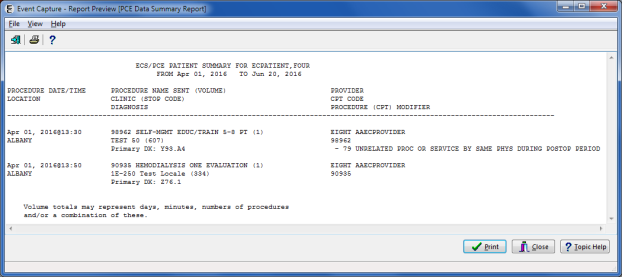 Event Capture - Report Preview [PCE Data Summary Report]
File View Help
ECS/PCE PATIENT SUMMARY FOR ECPATIENT,FOUR
FROM Apr 01, 2016 TO Jun 20, 2016
PROCEDURE DATE/TIME PROCEDURE NAME SENT (VOLUME) PROVIDER
LOCATION CLINIC (STOP CODE) CPT CODE
DIAGNOSIS PROCEDURE (CPT) MODIFIER
Apr 01, 2016@13:30 98962 SELF-MGMT EDUC/TRAIN 5-8 PT (1) EIGHT AAECPROVIDER
ALBANY TEST 50 (607) 98962
Primary DX: Y93.A4 - 79 UNRELATED PROC OR SERVICE BY SAME PHYS DURING POSTOP PERIOD
Apr 01, 2016@13:50 90935 HEMODIALYSIS ONE EVALUATION (1) EIGHT AAECPROVIDER
ALBANY 1E-250 Test Locale (334) 90935
Primary DX: Z76.1
Volume totals may represent days, minutes, numbers of procedures
and/or a combination of these.
Print Close ? Topic Help